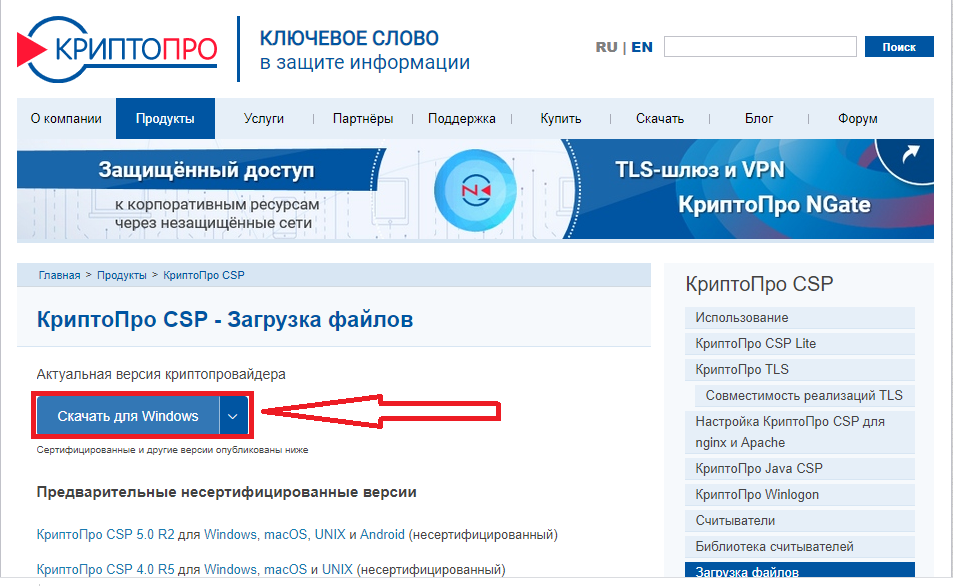 КРИПТОПРО
КЛЮЧЕВОЕ СЛОВО
в защите информации
RU | EN
Поиск
О компании
Продукты
Услуги
Партнёры
Поддержка
Купить
Скачать
Блог
Форум
Защищённый доступ
к корпоративным ресурсам
через незащищённые сети
TLS-шлюз и VPN
КриптоПро NGate
Главная > Продукты > КриптоПро CSP
КриптоПро CSP - Загрузка файлов
Актуальная версия криптопровайдера
Скачать для Windows
Сертифицированные и другие версии опубликованы ниже
Предварительные несертифицированные версии
КриптоПро CSP 5.0 R2 для Windows, macOS, UNIX и Android (несертифицированный)
КриптоПро CSP 4.0 R5 для Windows, macOS и UNIX (несертифицированный)
КриптоПро CSP
Использование
КриптоПро CSP Lite
КриптоПро TLS
Совместимость реализаций TLS
Настройка КриптоПро CSP для
nginx и Apache
КриптоПро Java CSP
КриптоПро Winlogon
Считыватели
Библиотека считывателей
Загрузка файлов